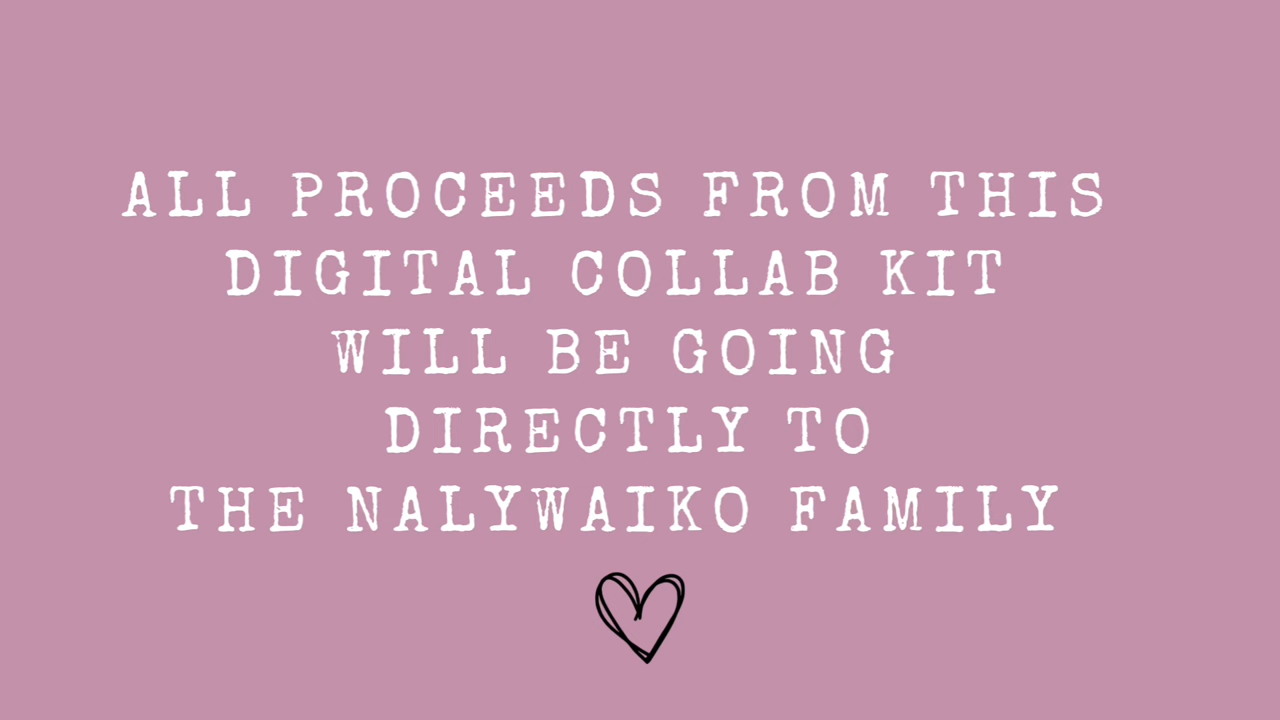 ALL PROCEEDS FROM THIS
DIGITAL COLLAB KIT
WILL BE GOING
DIRECTLY TO
THE NALYWAIKO FAMILY